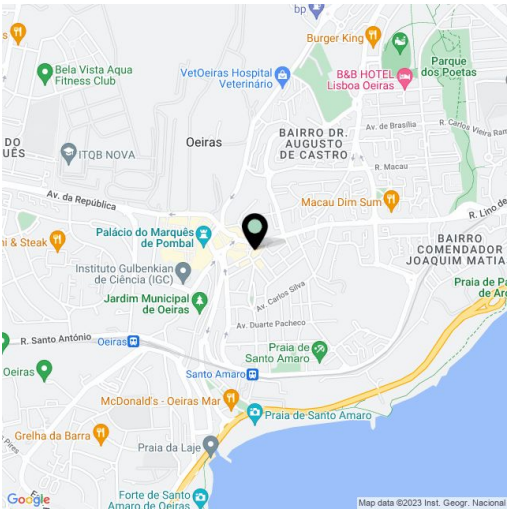 bp
s
Burger King
Bela Vista Aqua
Fitness Club
VetOeiras Hospital
Veterinário
B&B HOTEL
Lisboa Oeiras
Parque
dos Poetas
Av. de Brasília
R. Carlos Vieira Ram
Oeiras
BAIRRO DR.
AUGUSTO
DE CASTRO
DO
UÊS
ITQB NOVA
R. Macau
Av. da República
Macau Dim Sum
R. Lino de
Palácio do Marquês
de Pombal
ni & Steak
BAIRRO
COMENDADOR
JOAQUIM MATIA
Instituto Gulbenkian
de Ciência (IGC)
Praia de Pa
de Arc
Jardim Municipal
de Oeiras
Av. Carlos Silva
Av. Duarte Pacheco
R. Santo António
Oeiras
Praia de
Santo Amaro
Oeiras
Santo Amaro
McDonald's - Oeiras Mar
Praia de Santo Amaro
Grelha da Barra
Praia da Laje
Pires
Forte de Santo
Amaro de Oeiras
Google
Map data ©2023 Inst. Geogr. Nacional